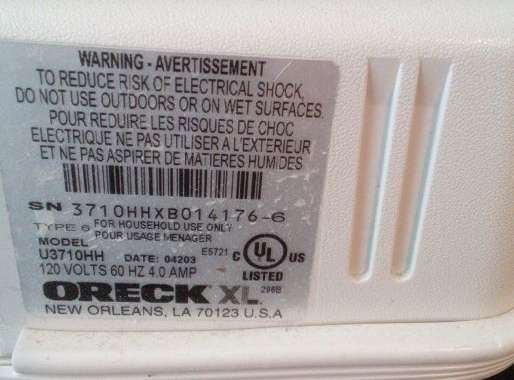 WARNING - AVERTISSEMENT
TO REDUCE RISK OF ELECTRICAL SHOCK,
DO NOT USE OUTDOORS OR ON WET SURFACES.
POUR REDUIRE LES RISQUES DE CHOC
ELECTRIQUE NE PAS UTILISER A L'EXTERIEUR
ET NE PAS ASPIRER DE MATIERES HUMIDES
SN 3710HHXB014176-6
TYPE 6 FOR HOUSEHOLD USE ONLY
POUR USAGE MENAGER
MODEL
U3710HH DATE: 04203 E5721
C UL US
LISTED
298B
120 VOLTS 60 HZ 4.0 AMP
ORECK XL
NEW ORLEANS, LA 70123 U.S.A